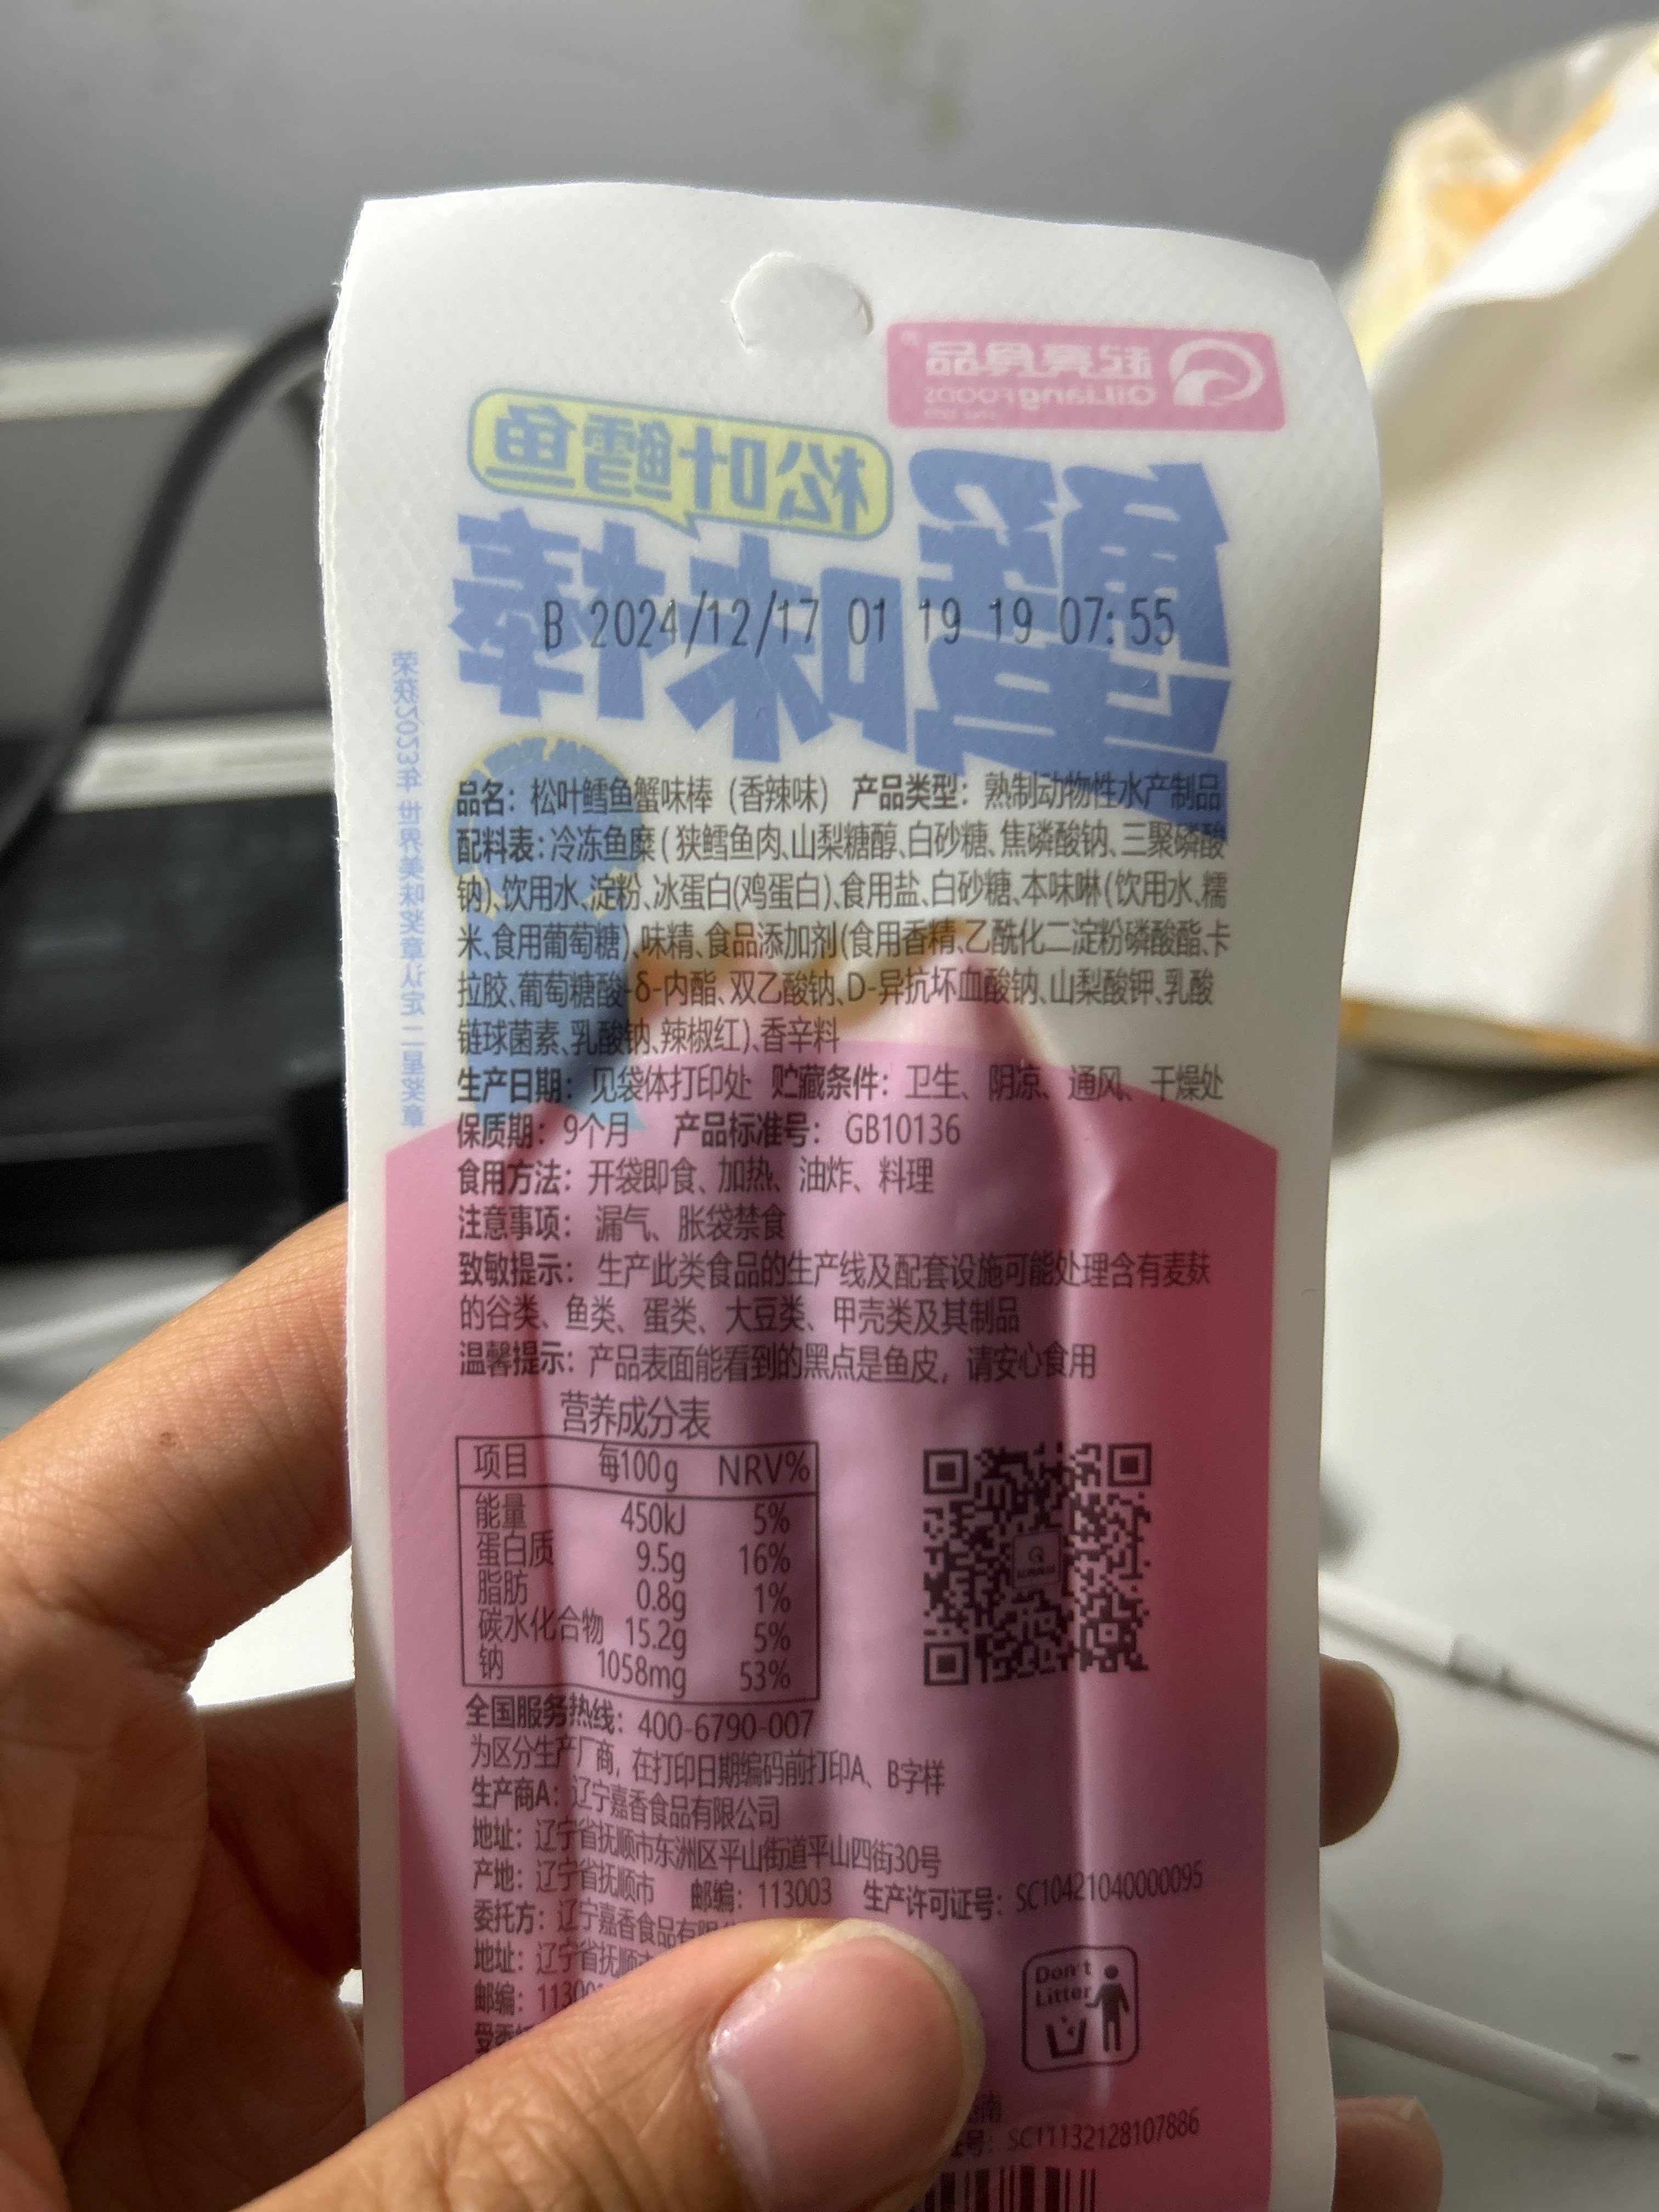 蟹味棒
松叶鳕鱼
品食亮啟
QiLiangFOODS
B 2024/12/17 01 19 19 07:55
荣获2023年 世界美味奖章认定 二星奖章
品名：松叶鳕鱼蟹味棒（香辣味） 产品类型：熟制动物性水产制品
配料表：冷冻鱼糜(狭鳕鱼肉、山梨糖醇、白砂糖、焦磷酸钠、三聚磷酸
钠)、饮用水、淀粉、冰蛋白(鸡蛋白)、食用盐、白砂糖、本味啉(饮用水、糯
米、食用葡萄糖)、味精、食品添加剂(食用香精、乙酰化二淀粉磷酸酯、卡
拉胶、葡萄糖酸-δ-内酯、双乙酸钠、D-异抗坏血酸钠、山梨酸钾、乳酸
链球菌素、乳酸钠、辣椒红)、香辛料
生产日期：见袋体打印处 贮藏条件：卫生、阴凉、通风、干燥处
保质期：9个月 产品标准号：GB10136
食用方法：开袋即食、加热、油炸、料理
注意事项：漏气、胀袋禁食
致敏提示：生产此类食品的生产线及配套设施可能处理含有麦麸
的谷类、鱼类、蛋类、大豆类、甲壳类及其制品
温馨提示：产品表面能看到的黑点是鱼皮，请安心食用
营养成分表
项目 每100g NRV%
能量 450kJ 5%
蛋白质 9.5g 16%
脂肪 0.8g 1%
碳水化合物 15.2g 5%
钠 1058mg 53%
全国服务热线：400-6790-007
为区分生产厂商，在打印日期编码前打印A、B字样
生产商A：辽宁嘉香食品有限公司
地址：辽宁省抚顺市东洲区平山街道平山四街30号
产地：辽宁省抚顺市 邮编：113003 生产许可证号：SC10421040000095
委托方：辽宁嘉香食品有限
地址：辽宁省抚顺
邮编：11300
Don't
Litter
南
证号：SC11132128107886